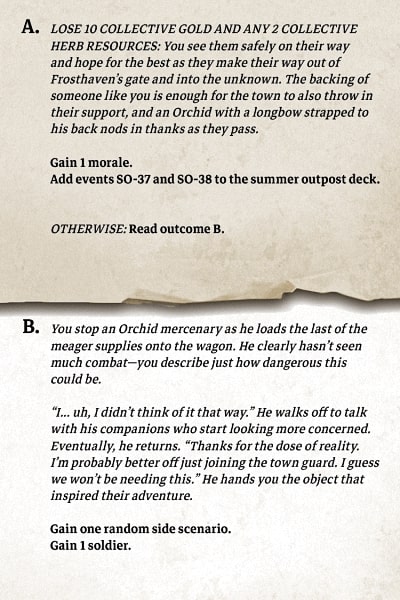 A. LOSE 10 COLLECTIVE GOLD AND ANY 2 COLLECTIVE
HERB RESOURCES: You see them safely on their way
and hope for the best as they make their way out of
Frosthaven's gate and into the unknown. The backing of
someone like you is enough for the town to also throw in
their support, and an Orchid with a longbow strapped to
his back nods in thanks as they pass.
Gain 1 morale.
Add events SO-37 and SO-38 to the summer outpost deck.
OTHERWISE: Read outcome B.
B. You stop an Orchid mercenary as he loads the last of the
meager supplies onto the wagon. He clearly hasn't seen
much combat—you describe just how dangerous this
could be.
“I... uh, I didn't think of it that way.” He walks off to talk
with his companions who start looking more concerned.
Eventually, he returns. “Thanks for the dose of reality.
I'm probably better off just joining the town guard. I guess
we won't be needing this.” He hands you the object that
inspired their adventure.
Gain one random side scenario.
Gain 1 soldier.